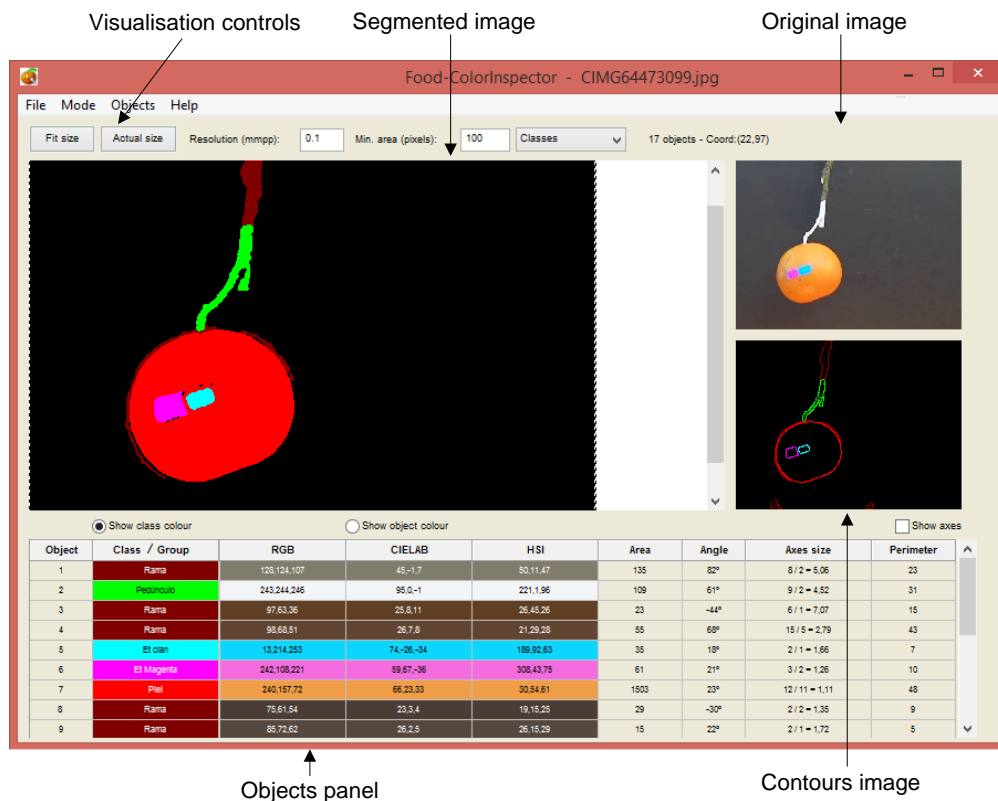 Visualisation controls Segmented image Original image
Food-ColorInspector - CIMG64473099.jpg
File Mode Objects Help
Fit size Actual size Resolution (mmpp): 0.1 Min. area (pixels): 100 Classes 17 objects - Coord:(22,97)
Show class colour Show object colour Show axes
Object Class / Group RGB CIELAB HSI Area Angle Axes size Perimeter
1 Rama 128,124,107 45,-1,7 50,11,47 135 82º 8 / 2 = 5,06 23
2 Pedúnculo 243,244,246 95,0,-1 221,1,96 109 61º 9 / 2 = 4,52 31
3 Rama 97,63,36 25,8,11 26,45,26 23 -44º 6 / 1 = 7,07 15
4 Rama 98,68,51 26,7,8 21,29,28 55 68º 15 / 5 = 2,79 43
5 Et cian 13,214,253 74,-26,-34 189,92,63 35 18º 2 / 1 = 1,66 7
6 Et Magenta 242,108,221 59,67,-36 308,43,75 61 21º 3 / 2 = 1,26 10
7 Piel 240,157,72 66,23,33 30,54,61 1503 23º 12 / 11 = 1,11 48
8 Rama 75,61,54 23,3,4 19,15,25 29 -30º 2 / 2 = 1,35 9
9 Rama 85,72,62 26,2,5 26,15,29 15 22º 2 / 1 = 1,72 5
Objects panel Contours image